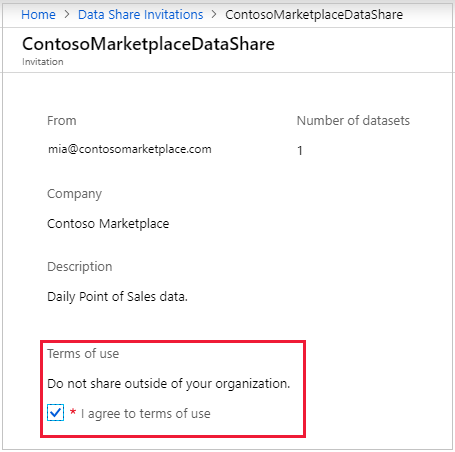 Home > Data Share Invitations > ContosoMarketplaceDataShare
ContosoMarketplaceDataShare
Invitation
From
Number of datasets
mia@contosomarketplace.com
1
Company
Contoso Marketplace
Description
Daily Point of Sales data.
Terms of use
Do not share outside of your organization.
* I agree to terms of use